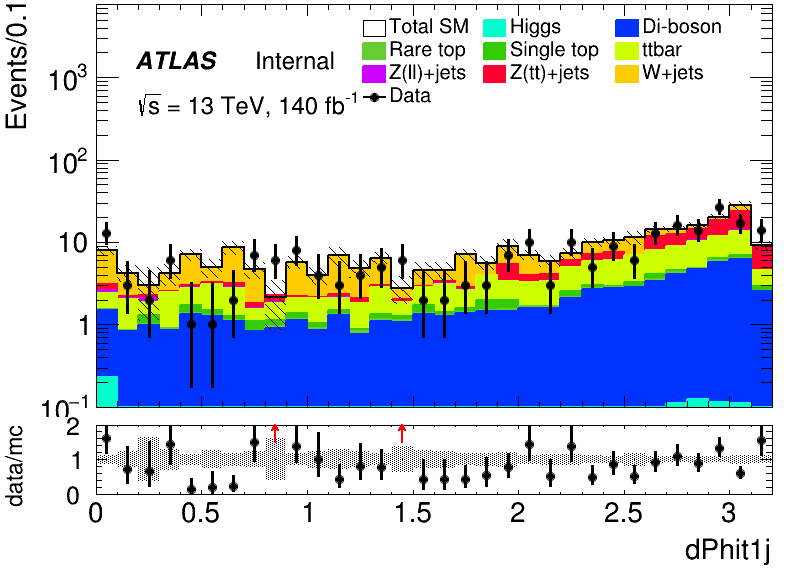 Events/0.1
ATLAS Internal
√s = 13 TeV, 140 fb⁻¹
Total SM Higgs Di-boson
Rare top Single top ttbar
Z(ll)+jets Z(tt)+jets W+jets
Data
10³
10²
10
1
10⁻¹
data/mc
2
1
0
0 0.5 1 1.5 2 2.5 3
dPhit1j